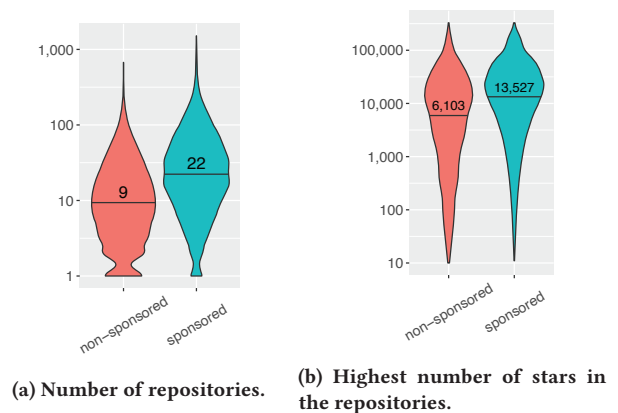 1,000
100
10
1
9
22
non-sponsored
sponsored
(a) Number of repositories.
100,000
10,000
1,000
100
10
6,103
13,527
non-sponsored
sponsored
(b) Highest number of stars in
the repositories.